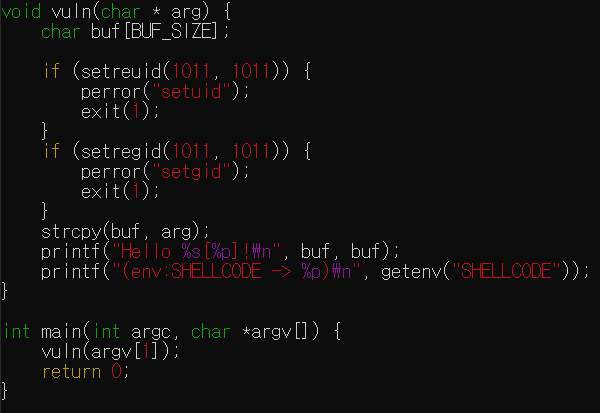 void vuln(char * arg) {
    char buf[BUF_SIZE];

    if (setreuid(1011, 1011)) {
        perror("setuid");
        exit(1);
    }
    if (setregid(1011, 1011)) {
        perror("setgid");
        exit(1);
    }
    strcpy(buf, arg);
    printf("Hello %s[%p]!₩n", buf, buf);
    printf("(env:SHELLCODE -> %p)₩n", getenv("SHELLCODE"));
}

int main(int argc, char *argv[]) {
    vuln(argv[1]);
    return 0;
}